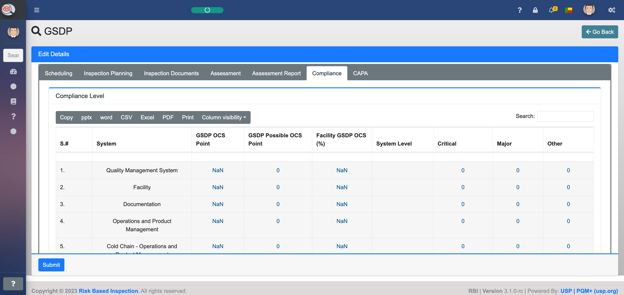 GSDP
Go Back
Sear
Edit Details
Scheduling Inspection Planning Inspection Documents Assessment Assessment Report Compliance CAPA
Compliance Level
Copy pptx word CSV Excel PDF Print Column visibility
Search:
S.# System GSDP OCS Point GSDP Possible OCS Point Facility GSDP OCS (%) System Level Critical Major Other
1. Quality Management System NaN 0 NaN 0 0 0
2. Facility NaN 0 NaN 0 0 0
3. Documentation NaN 0 NaN 0 0 0
4. Operations and Product Management NaN 0 NaN 0 0 0
5. Cold Chain - Operations and NaN 0 NaN 0 0 0
Submit
?
Copyright © 2023 Risk Based Inspection. All rights reserved. RBI | Version 3.1.0-m | Powered By: USP | PQM+ (usp.org)